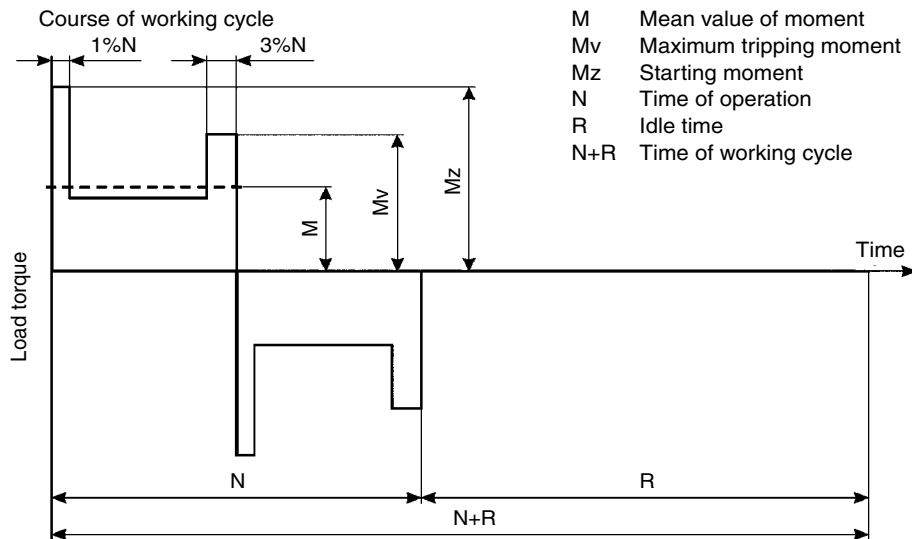 Course of working cycle
1%N
3%N
M Mean value of moment
Mv Maximum tripping moment
Mz Starting moment
N Time of operation
R Idle time
N+R Time of working cycle
M
Mv
Mz
Time
Load torque
N
R
N+R